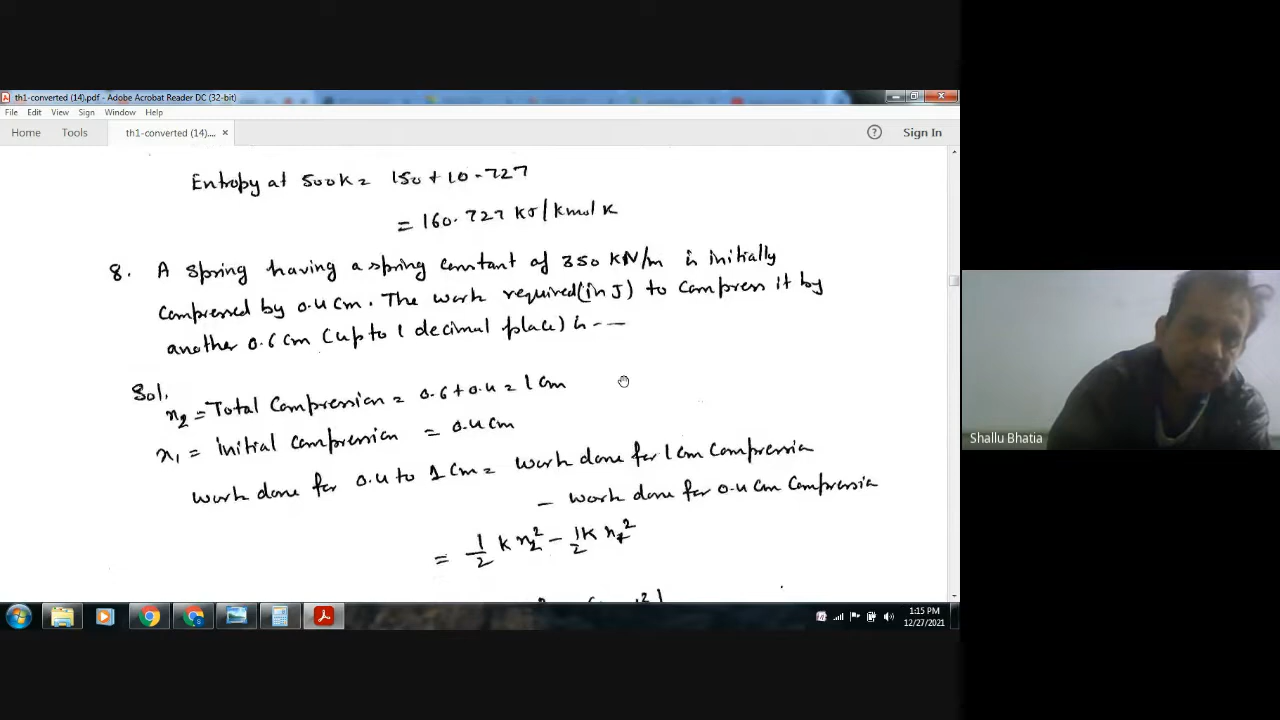 th1-converted (14).pdf - Adobe Acrobat Reader DC (32-bit)
File Edit View Sign Window Help
Home Tools th1-converted (14).... × ? Sign In
Entropy at 500K = 150 + 10.727
= 160.727 KJ/kmol K
8. A spring having a spring constant of 350 KN/m is initially
compressed by 0.4 cm. The work required (in J) to compress it by
another 0.6 cm (up to 1 decimal place) is ---
Sol.
x₂ = Total Compression = 0.6 + 0.4 = 1 cm
x₁ = initial compression = 0.4 cm
work done for 0.4 to 1 cm = work done for 1 cm compression
- work done for 0.4 cm compression
= 1/2 K x₂² - 1/2 K x₁²
Shallu Bhatia
1:15 PM
12/27/2021